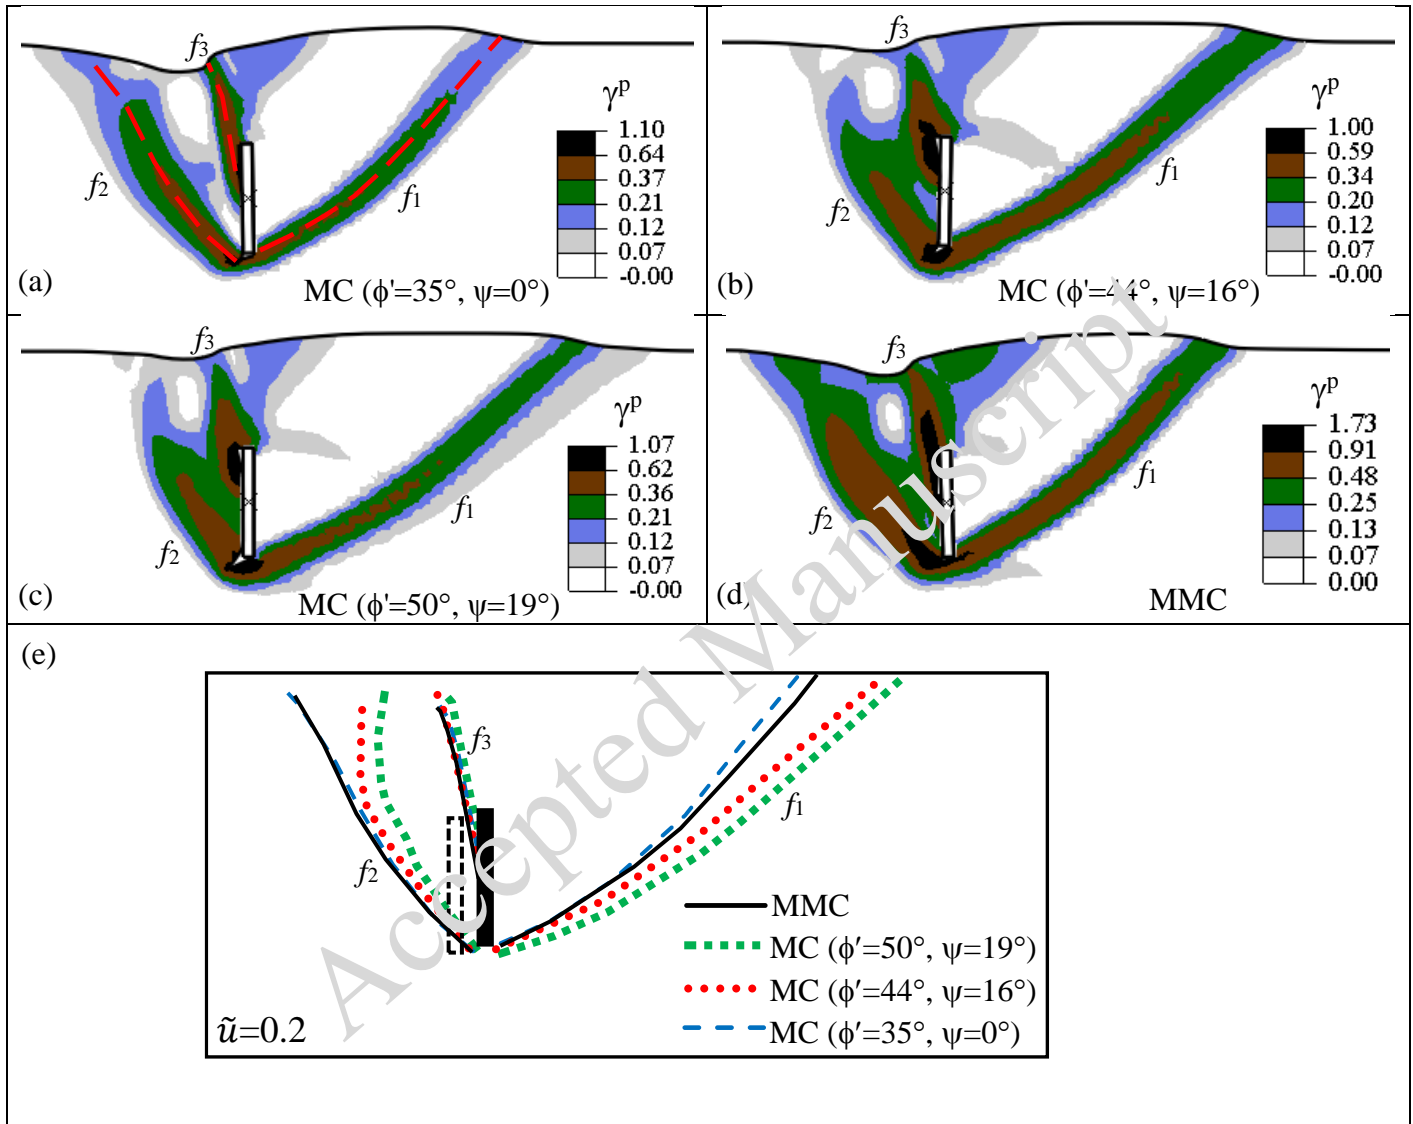 f3
f2
f1
γp
1.10
0.64
0.37
0.21
0.12
0.07
-0.00
(a)
MC (ϕ'=35°, ψ=0°)
f3
f2
f1
γp
1.00
0.59
0.34
0.20
0.12
0.07
-0.00
(b)
MC (ϕ'=44°, ψ=16°)
f3
f2
f1
γp
1.07
0.62
0.36
0.21
0.12
0.07
-0.00
(c)
MC (ϕ'=50°, ψ=19°)
f3
f2
f1
γp
1.73
0.91
0.48
0.25
0.13
0.07
0.00
(d)
MMC
(e)
f3
f2
f1
MMC
MC (ϕ′=50°, ψ=19°)
MC (ϕ′=44°, ψ=16°)
MC (ϕ′=35°, ψ=0°)
ũ=0.2
Accepted Manuscript